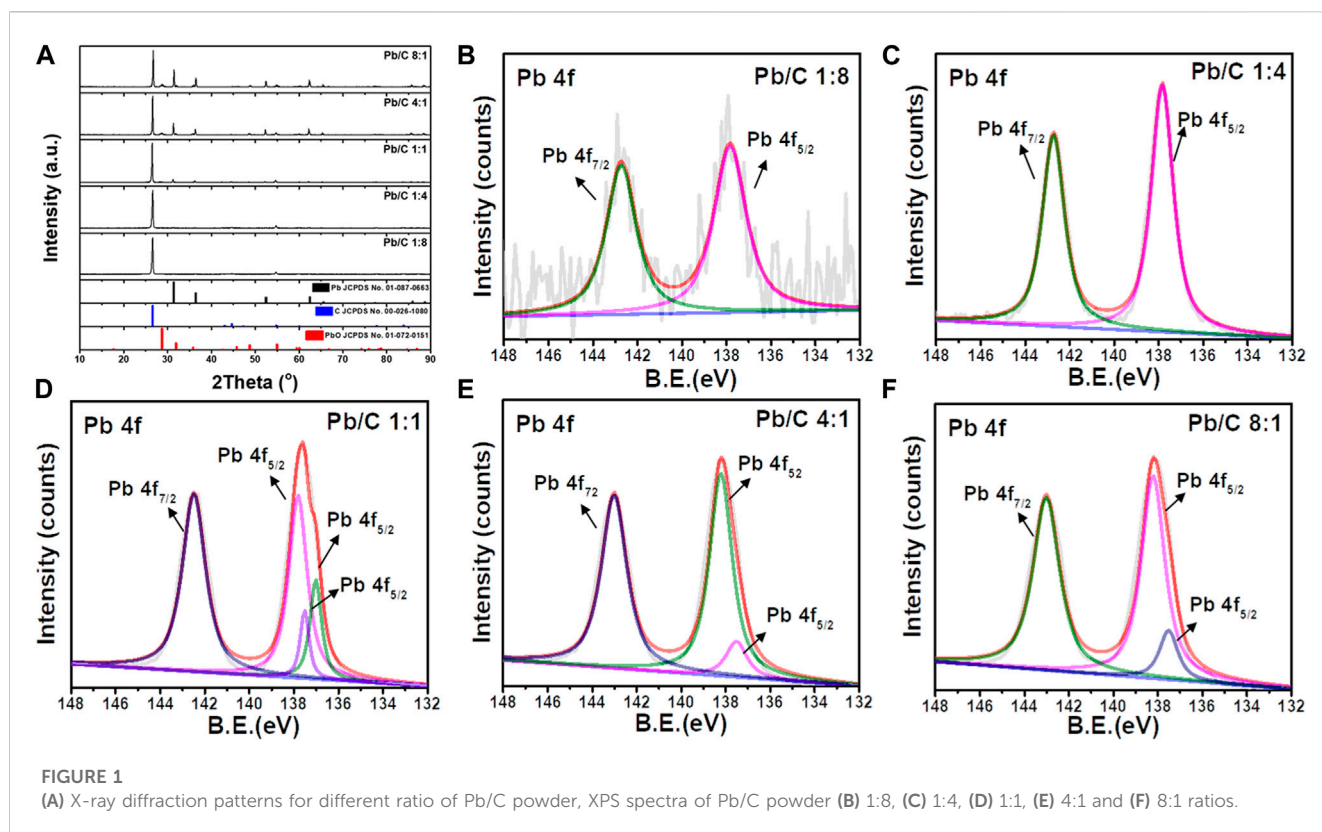 A
Pb/C 8:1
Pb/C 4:1
Pb/C 1:1
Pb/C 1:4
Pb/C 1:8
Pb JCPDS No. 01-087-0663
C JCPDS No. 00-026-1080
PbO JCPDS No. 01-072-0151
10 20 30 40 50 60 70 80 90
2Theta (°)
Intensity (a.u.)
B
Pb 4f
Pb/C 1:8
Pb 4f7/2
Pb 4f5/2
Intensity (counts)
148 146 144 142 140 138 136 134 132
B.E.(eV)
C
Pb 4f
Pb/C 1:4
Pb 4f7/2
Pb 4f5/2
Intensity (counts)
148 146 144 142 140 138 136 134 132
B.E.(eV)
D
Pb 4f
Pb/C 1:1
Pb 4f7/2
Pb 4f5/2
Pb 4f5/2
Pb 4f5/2
Intensity (counts)
148 146 144 142 140 138 136 134 132
B.E.(eV)
E
Pb 4f
Pb/C 4:1
Pb 4f72
Pb 4f52
Pb 4f5/2
Intensity (counts)
148 146 144 142 140 138 136 134 132
B.E.(eV)
F
Pb 4f
Pb/C 8:1
Pb 4f7/2
Pb 4f5/2
Pb 4f5/2
Intensity (counts)
148 146 144 142 140 138 136 134 132
B.E.(eV)
FIGURE 1
(A) X-ray diffraction patterns for different ratio of Pb/C powder, XPS spectra of Pb/C powder (B) 1:8, (C) 1:4, (D) 1:1, (E) 4:1 and (F) 8:1 ratios.